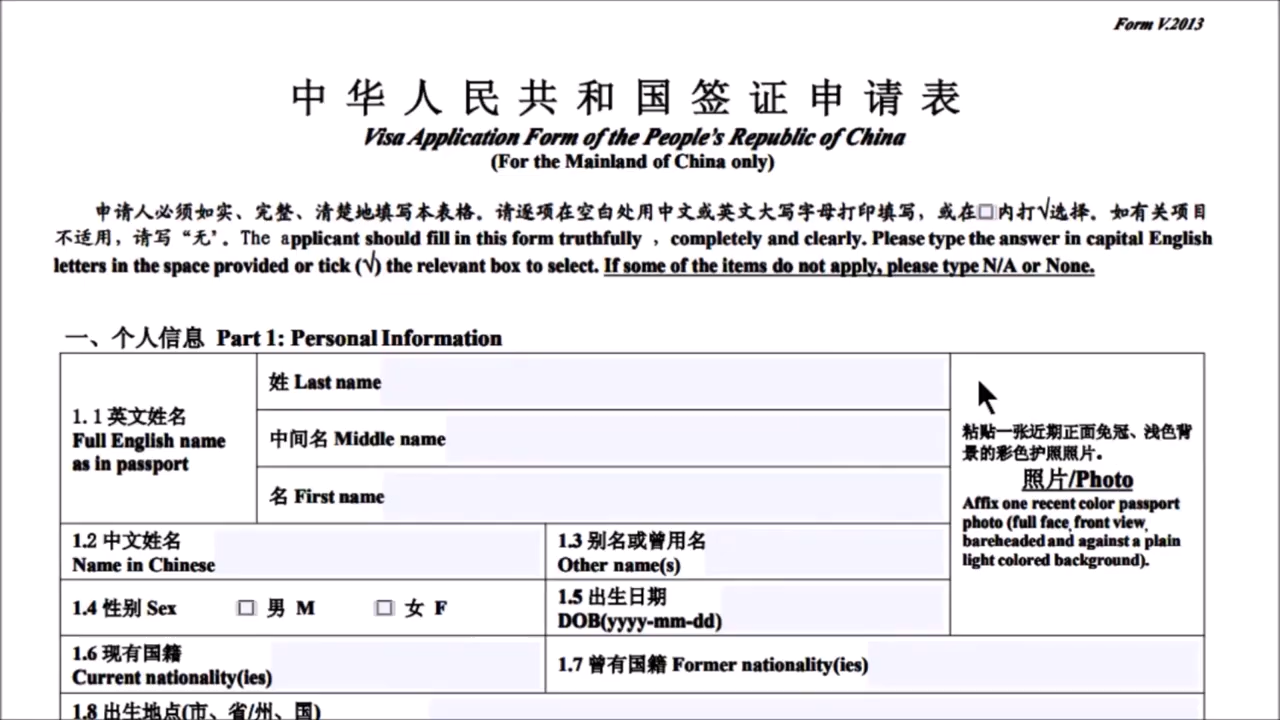 Form V.2013
中华人民共和国签证申请表
Visa Application Form of the People's Republic of China
(For the Mainland of China only)
申请人必须如实、完整、清楚地填写本表格。请逐项在空白处用中文或英文大写字母打印填写，或在□内打√选择。如有关项目
不适用，请写“无”。The applicant should fill in this form truthfully , completely and clearly. Please type the answer in capital English
letters in the space provided or tick (√) the relevant box to select. If some of the items do not apply, please type N/A or None.
一、个人信息 Part 1: Personal Information
1.1 英文姓名
Full English name
as in passport
姓 Last name
中间名 Middle name
名 First name
粘贴一张近期正面免冠、浅色背
景的彩色护照照片。
照片/Photo
Affix one recent color passport
photo (full face, front view,
bareheaded and against a plain
light colored background).
1.2 中文姓名
Name in Chinese
1.3 别名或曾用名
Other name(s)
1.4 性别 Sex □ 男 M □ 女 F
1.5 出生日期
DOB(yyyy-mm-dd)
1.6 现有国籍
Current nationality(ies)
1.7 曾有国籍 Former nationality(ies)
1.8 出生地点(市、省/州、国)